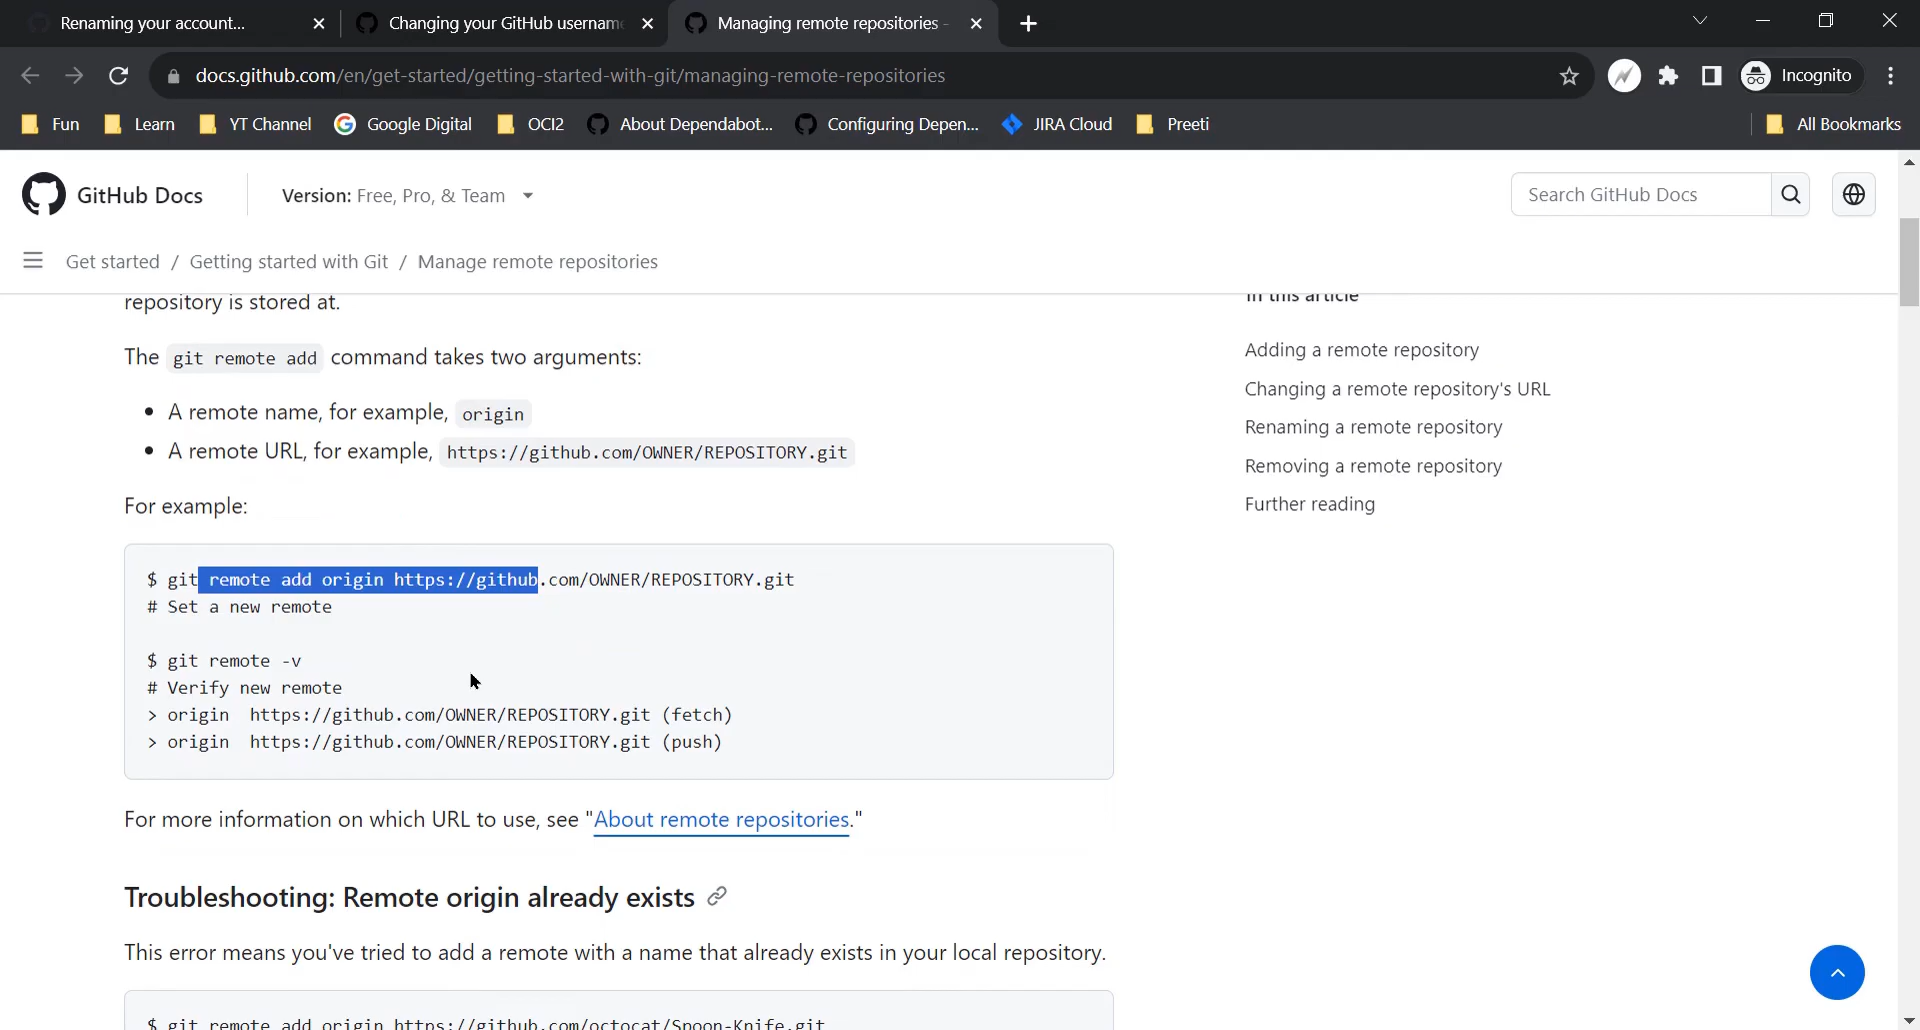 Renaming your account...
Changing your GitHub username
Managing remote repositories -
docs.github.com/en/get-started/getting-started-with-git/managing-remote-repositories
Incognito
Fun
Learn
YT Channel
Google Digital
OCI2
About Dependabot...
Configuring Depen...
JIRA Cloud
Preeti
All Bookmarks
GitHub Docs
Version: Free, Pro, & Team
Search GitHub Docs
Get started / Getting started with Git / Manage remote repositories
repository is stored at.
The git remote add command takes two arguments:
• A remote name, for example, origin
• A remote URL, for example, https://github.com/OWNER/REPOSITORY.git
For example:
$ git remote add origin https://github.com/OWNER/REPOSITORY.git
# Set a new remote
$ git remote -v
# Verify new remote
> origin  https://github.com/OWNER/REPOSITORY.git (fetch)
> origin  https://github.com/OWNER/REPOSITORY.git (push)
For more information on which URL to use, see "About remote repositories."
Troubleshooting: Remote origin already exists
This error means you've tried to add a remote with a name that already exists in your local repository.
$ git remote add origin https://github.com/octocat/Spoon-Knife.git
In this article
Adding a remote repository
Changing a remote repository's URL
Renaming a remote repository
Removing a remote repository
Further reading